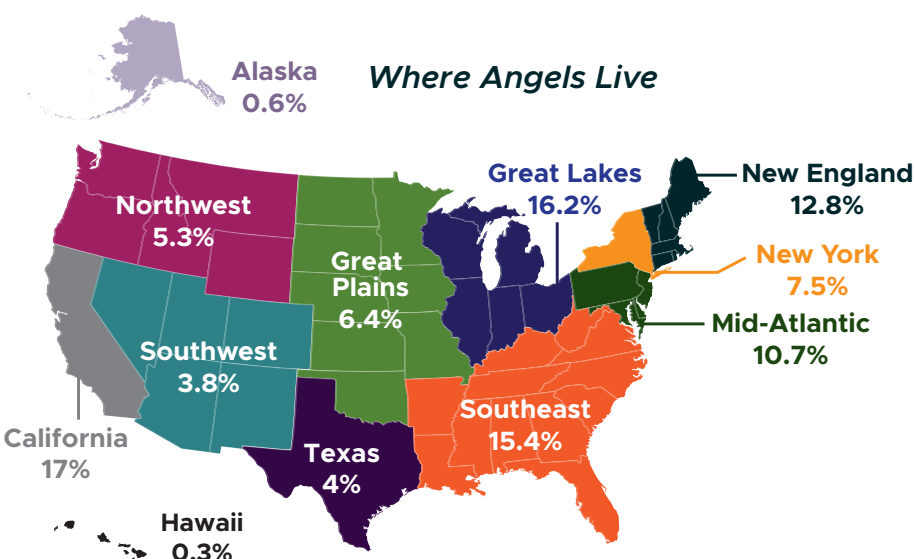 Where Angels Live
Alaska
0.6%
Great Lakes
16.2%
New England
12.8%
Northwest
5.3%
Great
Plains
6.4%
New York
7.5%
Mid-Atlantic
10.7%
Southwest
3.8%
Southeast
15.4%
California
17%
Texas
4%
Hawaii
0.3%